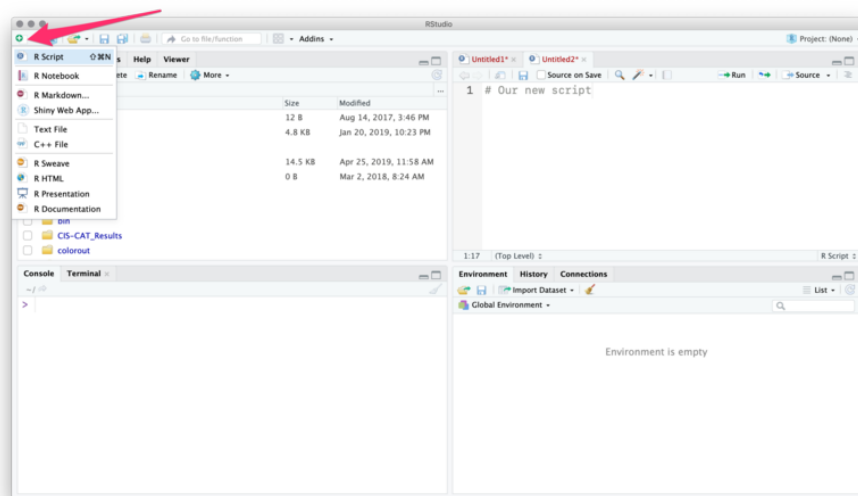 RStudio
Go to file/function
Addins
Project: (None)
R Script ⇧⌘N
R Notebook
R Markdown...
Shiny Web App...
Text File
C++ File
R Sweave
R HTML
R Presentation
R Documentation
s Help Viewer
ete Rename More
...
Size Modified
12 B Aug 14, 2017, 3:46 PM
4.8 KB Jan 20, 2019, 10:23 PM
14.5 KB Apr 25, 2019, 11:58 AM
0 B Mar 2, 2018, 8:24 AM
bin
CIS-CAT_Results
colorout
Untitled1* × Untitled2* ×
Source on Save Run Source
1 # Our new script
1:17 (Top Level) R Script
Console Terminal ×
~/
>
Environment History Connections
Import Dataset List
Global Environment
Environment is empty